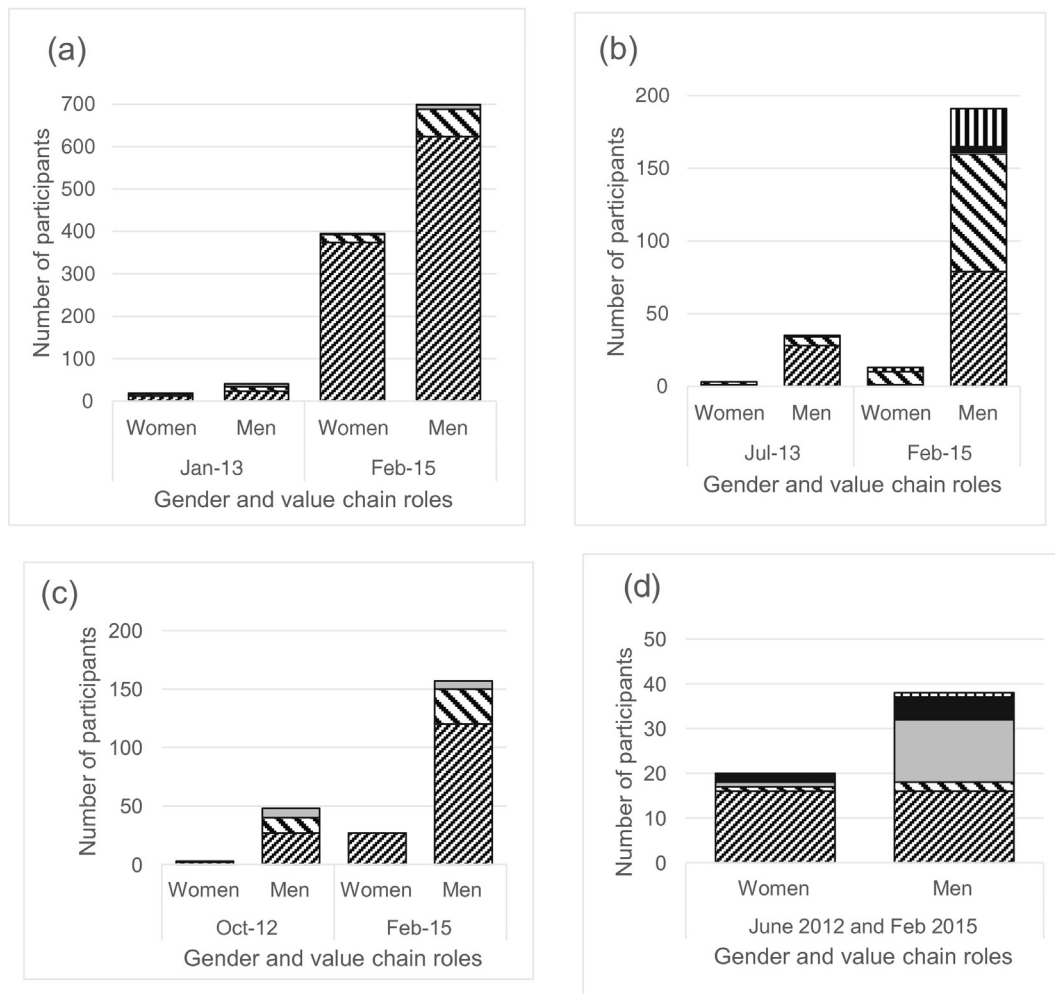 (a)
Number of participants
700
600
500
400
300
200
100
0
Women Men Women Men
Jan-13 Feb-15
Gender and value chain roles
(b)
Number of participants
200
150
100
50
0
Women Men Women Men
Jul-13 Feb-15
Gender and value chain roles
(c)
Number of participants
200
150
100
50
0
Women Men Women Men
Oct-12 Feb-15
Gender and value chain roles
(d)
Number of participants
50
40
30
20
10
0
Women Men
June 2012 and Feb 2015
Gender and value chain roles